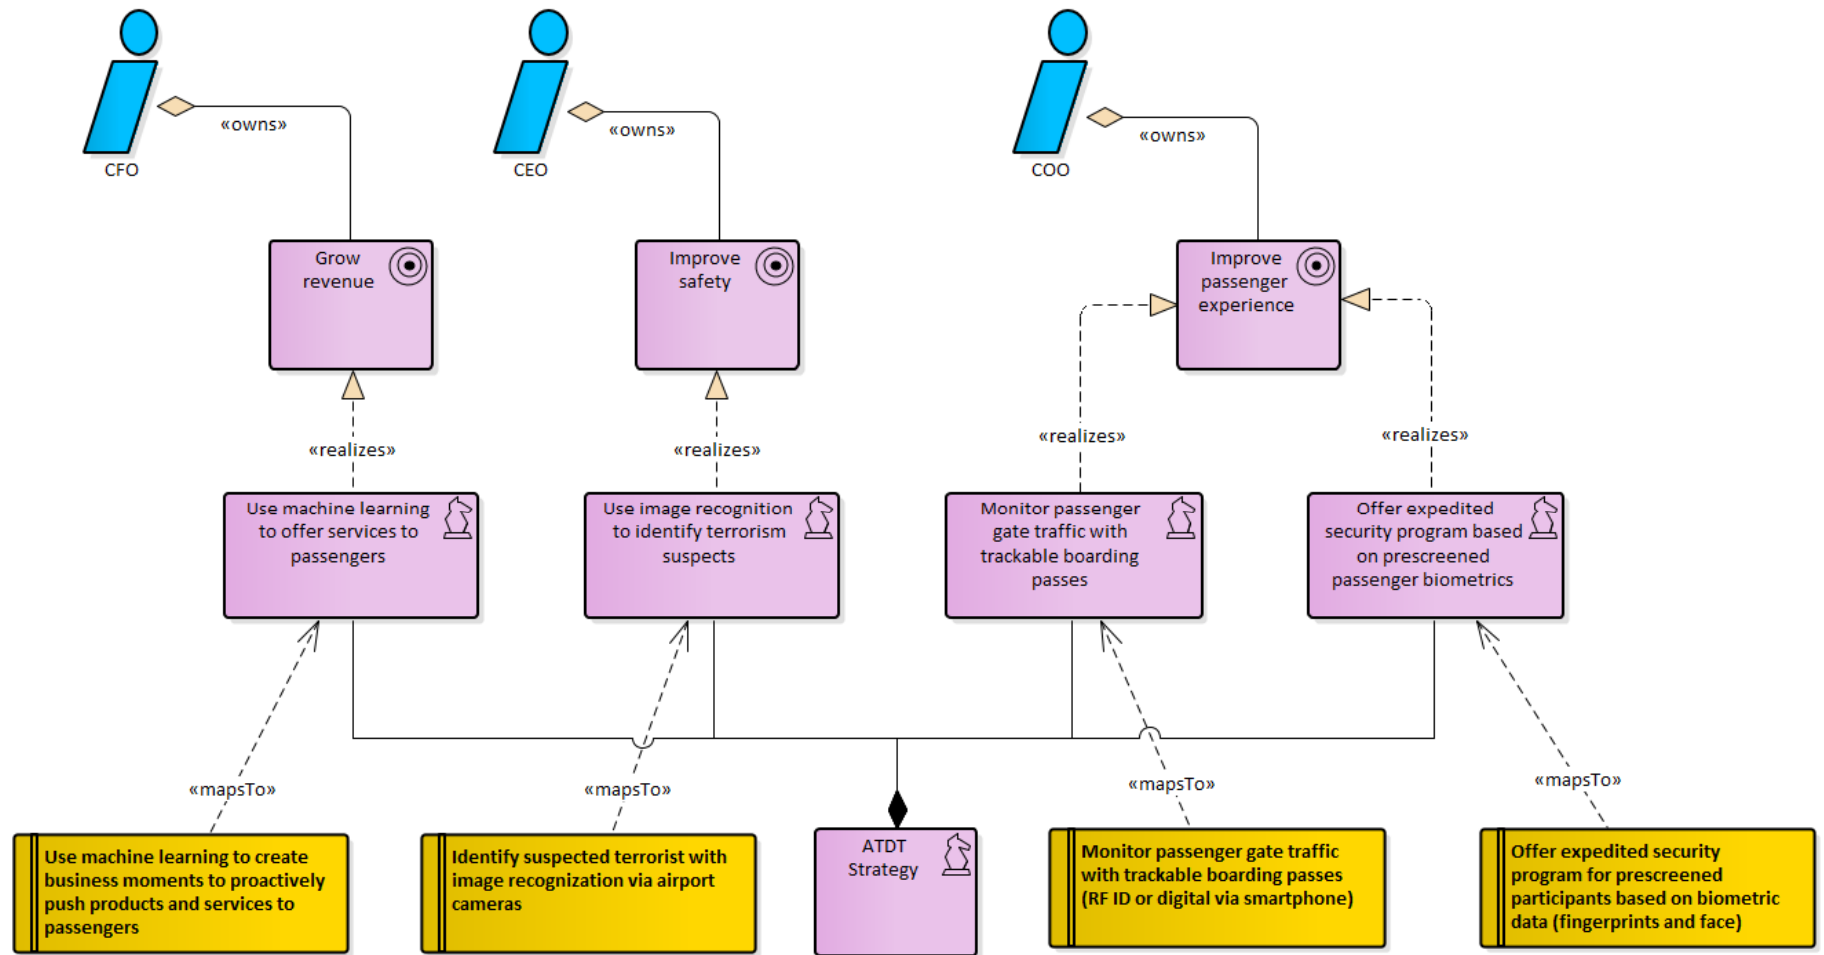 «owns»
«owns»
«owns»
CFO
CEO
COO
Grow
revenue
Improve
safety
Improve
passenger
experience
«realizes»
«realizes»
«realizes»
«realizes»
Use machine learning
to offer services to
passengers
Use image recognition
to identify terrorism
suspects
Monitor passenger
gate traffic with
trackable boarding
passes
Offer expedited
security program based
on prescreened
passenger biometrics
«mapsTo»
«mapsTo»
«mapsTo»
«mapsTo»
Use machine learning to create
business moments to proactively
push products and services to
passengers
Identify suspected terrorist with
image recognization via airport
cameras
ATDT
Strategy
Monitor passenger gate traffic
with trackable boarding passes
(RF ID or digital via smartphone)
Offer expedited security
program for prescreened
participants based on biometric
data (fingerprints and face)